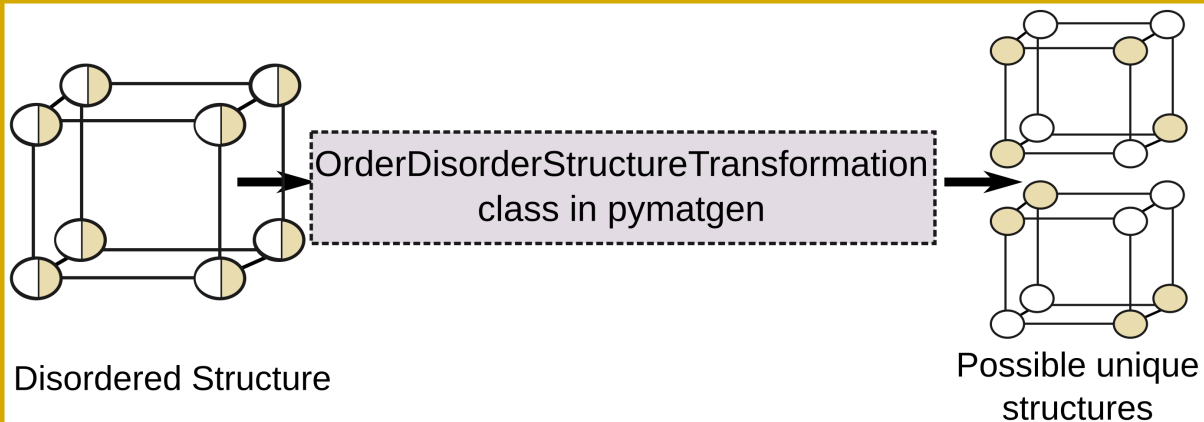 OrderDisorderStructureTransformation
class in pymatgen
Disordered Structure
Possible unique
structures